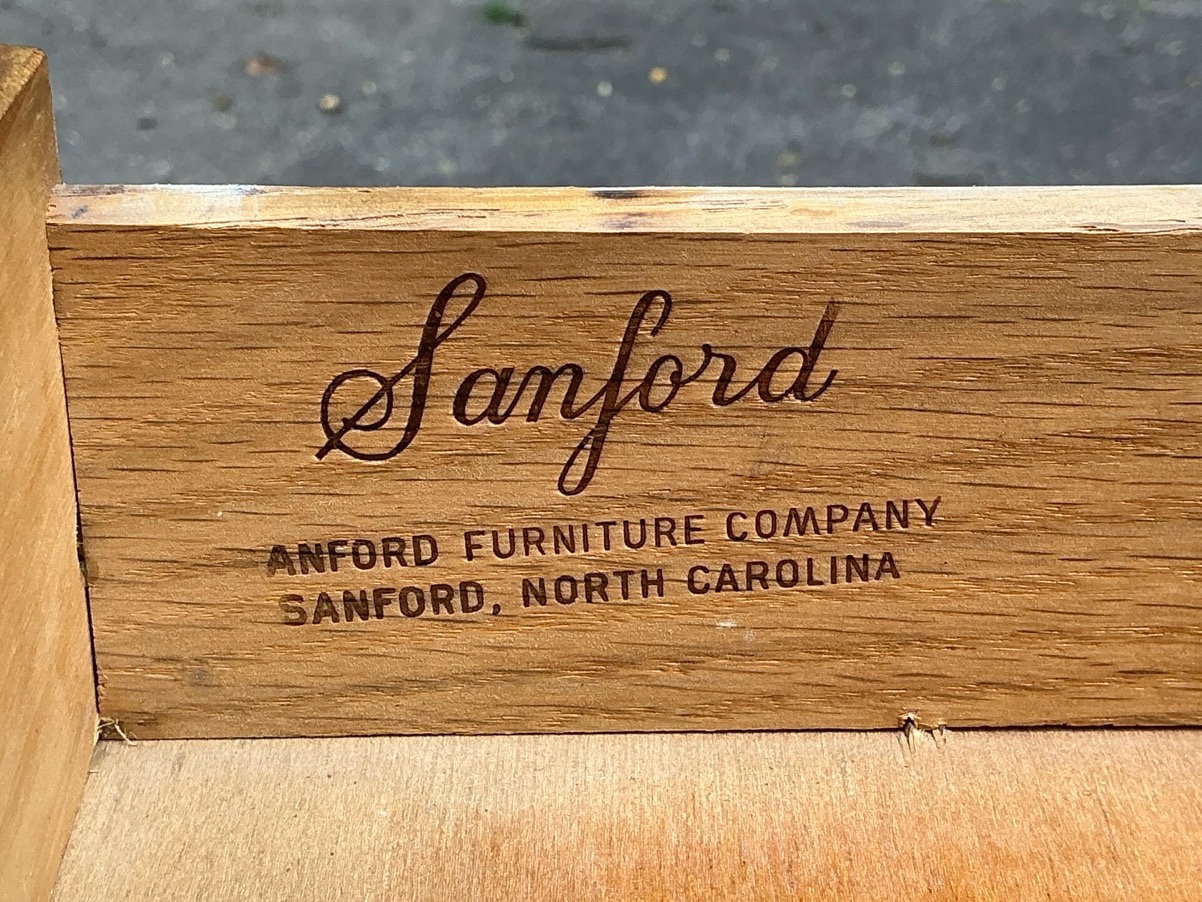 Sanford
ANFORD FURNITURE COMPANY
SANFORD, NORTH CAROLINA